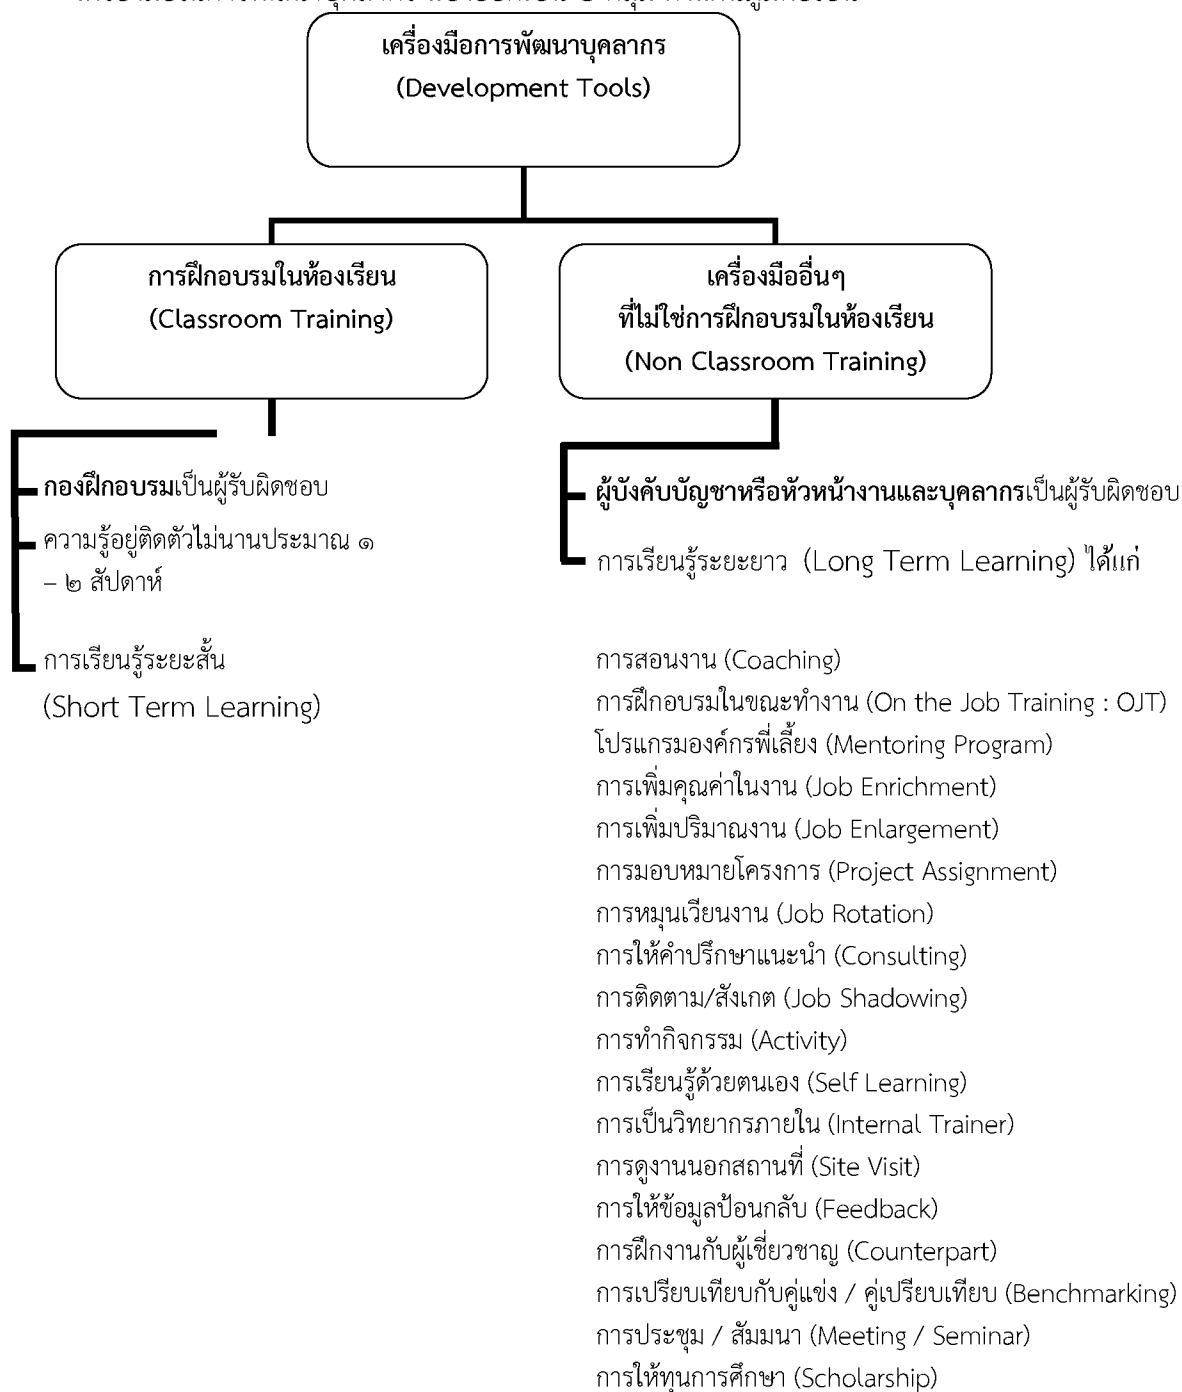 เครื่องมือการพัฒนาบุคลากร
(Development Tools)
การฝึกอบรมในห้องเรียน
(Classroom Training)
เครื่องมืออื่นๆ
ที่ไม่ใช่การฝึกอบรมในห้องเรียน
(Non Classroom Training)
กองฝึกอบรมเป็นผู้รับผิดชอบ
ความรู้อยู่ติดตัวไม่นานประมาณ ๑
– ๒ สัปดาห์
การเรียนรู้ระยะสั้น
(Short Term Learning)
ผู้บังคับบัญชาหรือหัวหน้างานและบุคลากรเป็นผู้รับผิดชอบ
การเรียนรู้ระยะยาว (Long Term Learning) ได้แก่
การสอนงาน (Coaching)
การฝึกอบรมในขณะทำงาน (On the Job Training : OJT)
โปรแกรมองค์กรพี่เลี้ยง (Mentoring Program)
การเพิ่มคุณค่าในงาน (Job Enrichment)
การเพิ่มปริมาณงาน (Job Enlargement)
การมอบหมายโครงการ (Project Assignment)
การหมุนเวียนงาน (Job Rotation)
การให้คำปรึกษาแนะนำ (Consulting)
การติดตาม/สังเกต (Job Shadowing)
การทำกิจกรรม (Activity)
การเรียนรู้ด้วยตนเอง (Self Learning)
การเป็นวิทยากรภายใน (Internal Trainer)
การดูงานนอกสถานที่ (Site Visit)
การให้ข้อมูลป้อนกลับ (Feedback)
การฝึกงานกับผู้เชี่ยวชาญ (Counterpart)
การเปรียบเทียบกับคู่แข่ง / คู่เปรียบเทียบ (Benchmarking)
การประชุม / สัมมนา (Meeting / Seminar)
การให้ทุนการศึกษา (Scholarship)